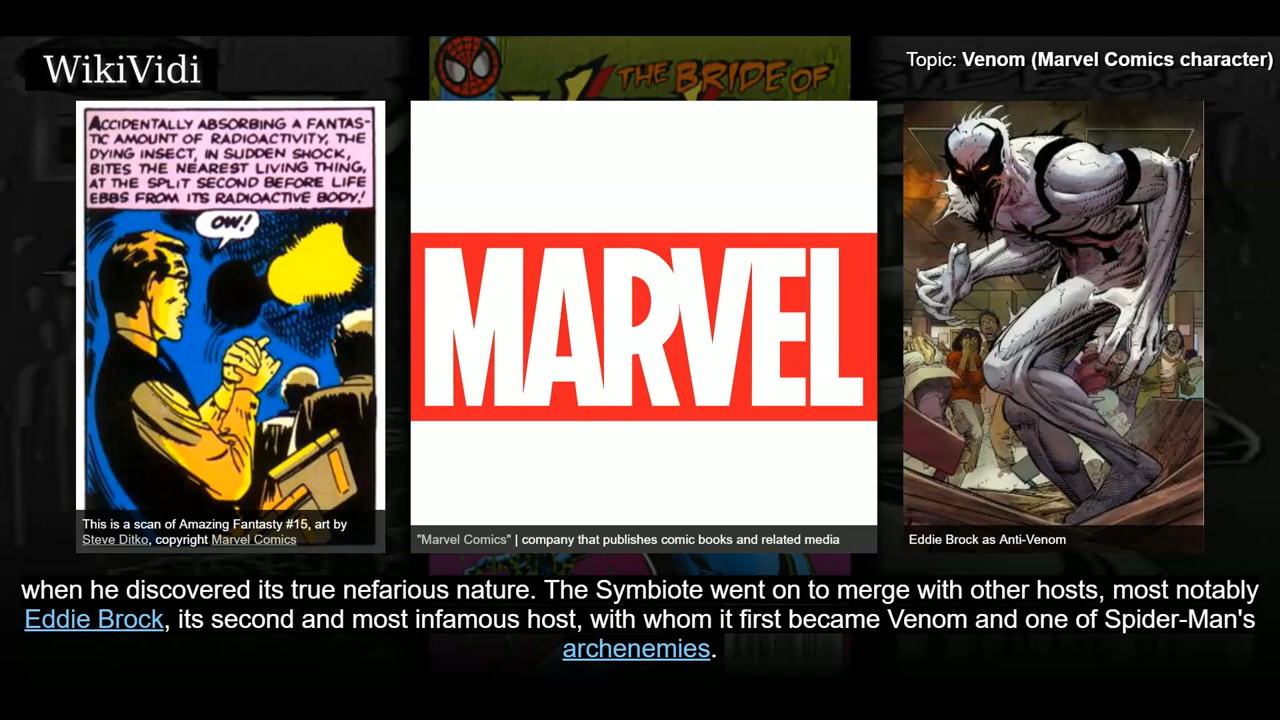 WikiVidi
Topic: Venom (Marvel Comics character)
THE BRIDE OF
ACCIDENTALLY ABSORBING A FANTAS-
TIC AMOUNT OF RADIOACTIVITY, THE
DYING INSECT, IN SUDDEN SHOCK,
BITES THE NEAREST LIVING THING,
AT THE SPLIT SECOND BEFORE LIFE
EBBS FROM ITS RADIOACTIVE BODY!
OW!
MARVEL
This is a scan of Amazing Fantasty #15, art by
Steve Ditko, copyright Marvel Comics
"Marvel Comics" | company that publishes comic books and related media
Eddie Brock as Anti-Venom
when he discovered its true nefarious nature. The Symbiote went on to merge with other hosts, most notably
Eddie Brock, its second and most infamous host, with whom it first became Venom and one of Spider-Man's
archenemies.